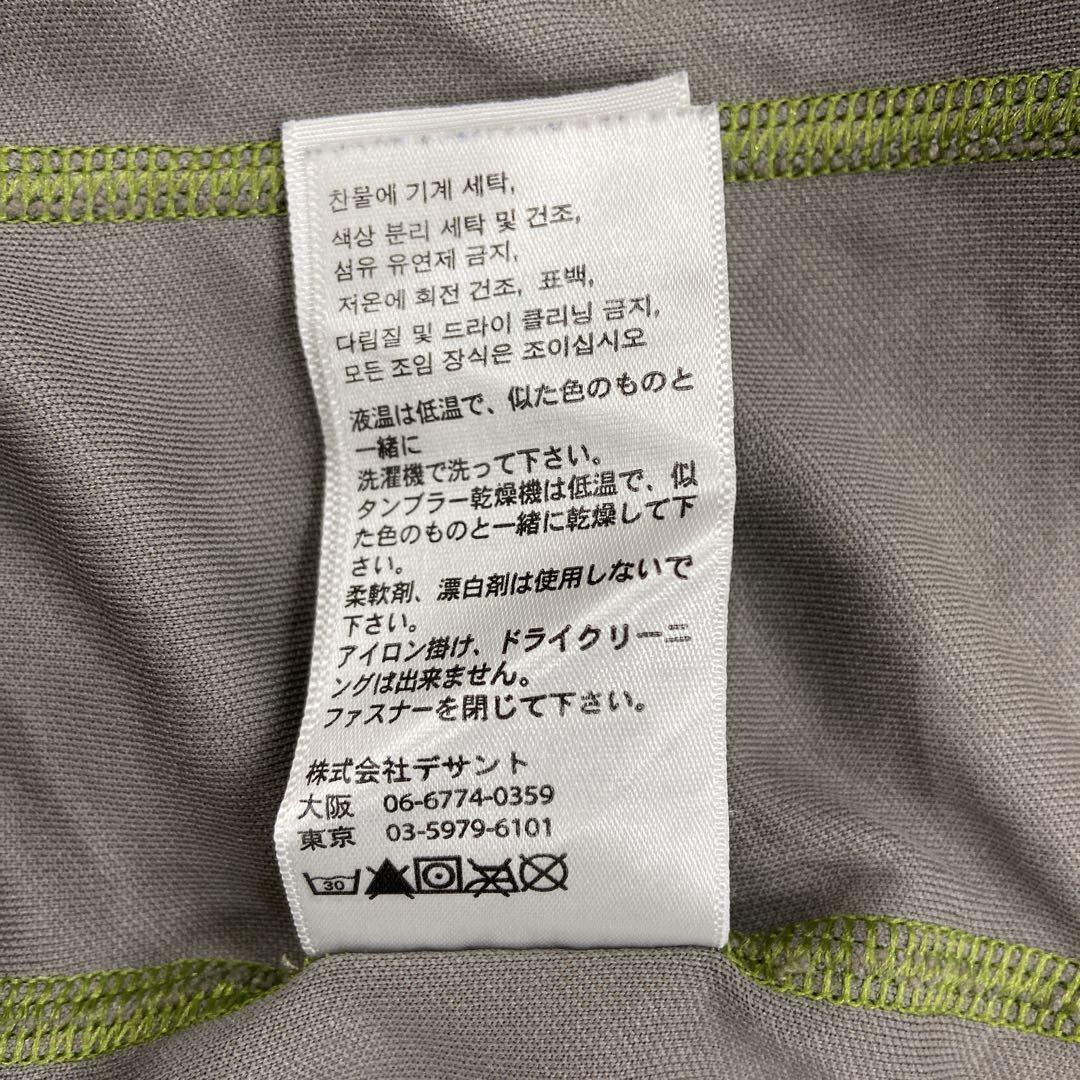 찬물에 기계 세탁,
색상 분리 세탁 및 건조,
섬유 유연제 금지,
저온에 회전 건조, 표백,
다림질 및 드라이 클리닝 금지,
모든 조임 장식은 조이십시오
液温は低温で、似た色のものと
一緒に
洗濯機で洗って下さい。
タンブラー乾燥機は低温で、似
た色のものと一緒に乾燥して下
さい。
柔軟剤、漂白剤は使用しないで
下さい。
アイロン掛け、ドライクリーニ
ングは出来ません。
ファスナーを閉じて下さい。
株式会社デサント
大阪 06-6774-0359
東京 03-5979-6101
30